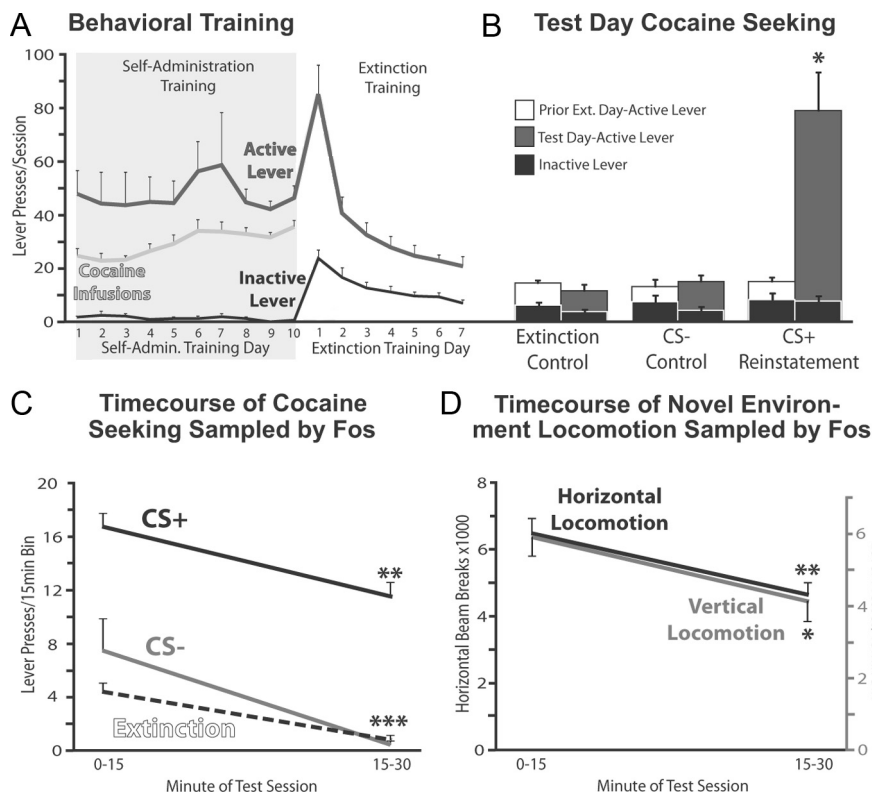 A Behavioral Training
100
80
60
40
20
0
Lever Presses/Session
Self-Administration
Training
Extinction
Training
Active
Lever
Cocaine
Infusions
Inactive
Lever
1 2 3 4 5 6 7 8 9 10 1 2 3 4 5 6 7
Self-Admin. Training Day Extinction Training Day
B Test Day Cocaine Seeking
*
Prior Ext. Day-Active Lever
Test Day-Active Lever
Inactive Lever
Extinction
Control
CS-
Control
CS+
Reinstatement
C Timecourse of Cocaine
Seeking Sampled by Fos
20
16
12
8
4
0
Lever Presses/15min Bin
CS+
**
CS-
Extinction
***
0-15 15-30
Minute of Test Session
D Timecourse of Novel Environ-
ment Locomotion Sampled by Fos
8
6
4
2
0
Horizontal Beam Breaks x1000
Horizontal
Locomotion
**
Vertical
Locomotion
*
6
4
2
0
0-15 15-30
Minute of Test Session